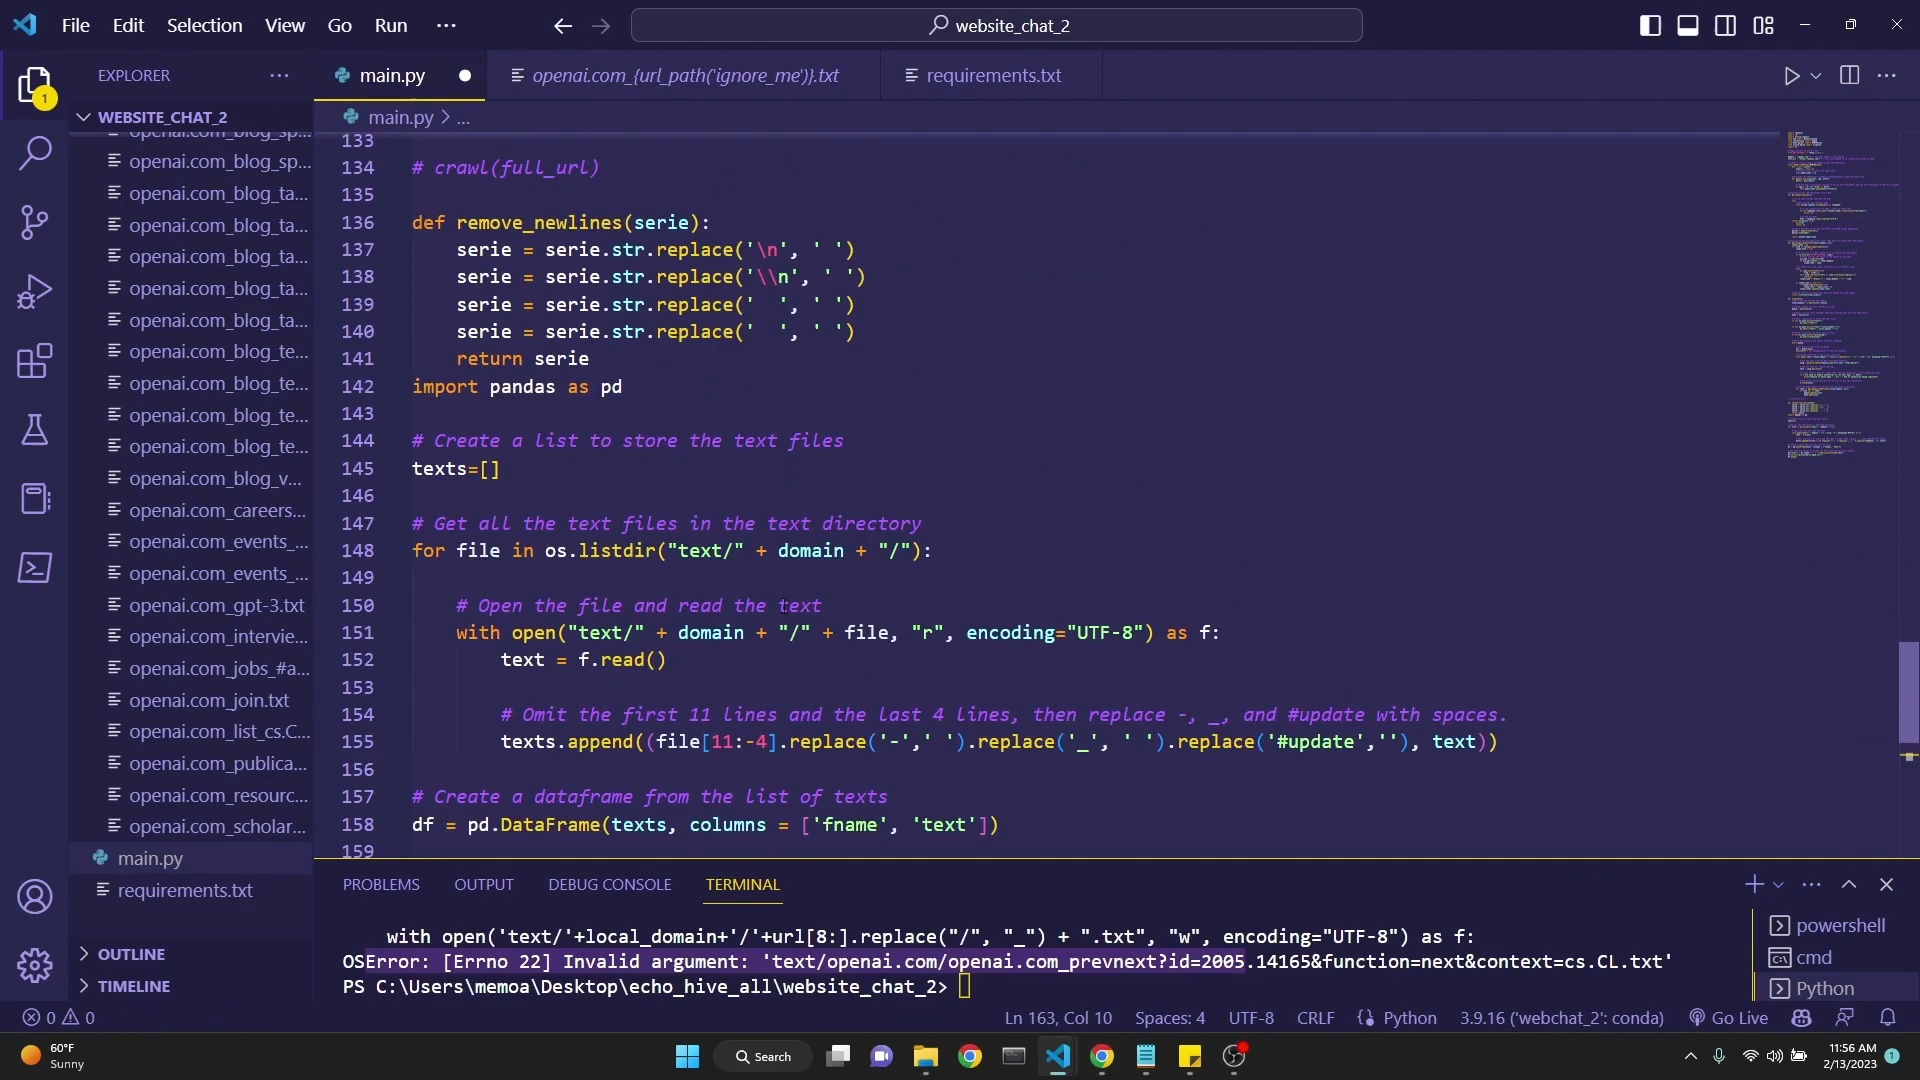 File Edit Selection View Go Run ...
website_chat_2
EXPLORER
main.py
openai.com_{url_path('ignore_me')}.txt
requirements.txt
WEBSITE_CHAT_2
main.py > ...
openai.com_blog_sp...
openai.com_blog_sp...
openai.com_blog_ta...
openai.com_blog_ta...
openai.com_blog_ta...
openai.com_blog_ta...
openai.com_blog_ta...
openai.com_blog_te...
openai.com_blog_te...
openai.com_blog_te...
openai.com_blog_te...
openai.com_blog_v...
openai.com_careers...
openai.com_events_...
openai.com_events_...
openai.com_gpt-3.txt
openai.com_intervie...
openai.com_jobs_#a...
openai.com_join.txt
openai.com_list_cs.C...
openai.com_publica...
openai.com_resourc...
openai.com_scholar...
main.py
requirements.txt
OUTLINE
TIMELINE
133
134 # crawl(full_url)
135
136 def remove_newlines(serie):
137 serie = serie.str.replace('\n', ' ')
138 serie = serie.str.replace('\\n', ' ')
139 serie = serie.str.replace('  ', ' ')
140 serie = serie.str.replace('  ', ' ')
141 return serie
142 import pandas as pd
143
144 # Create a list to store the text files
145 texts=[]
146
147 # Get all the text files in the text directory
148 for file in os.listdir("text/" + domain + "/"):
149
150 # Open the file and read the text
151 with open("text/" + domain + "/" + file, "r", encoding="UTF-8") as f:
152 text = f.read()
153
154 # Omit the first 11 lines and the last 4 lines, then replace -, _, and #update with spaces.
155 texts.append((file[11:-4].replace('-',' ').replace('_', ' ').replace('#update',''), text))
156
157 # Create a dataframe from the list of texts
158 df = pd.DataFrame(texts, columns = ['fname', 'text'])
159
PROBLEMS OUTPUT DEBUG CONSOLE TERMINAL
with open('text/'+local_domain+'/'+url[8:].replace("/", "_") + ".txt", "w", encoding="UTF-8") as f:
OSError: [Errno 22] Invalid argument: 'text/openai.com/openai.com_prevnext?id=2005.14165&function=next&context=cs.CL.txt'
PS C:\Users\memoa\Desktop\echo_hive_all\website_chat_2>
powershell
cmd
Python
0 0
Ln 163, Col 10 Spaces: 4 UTF-8 CRLF Python 3.9.16 ('webchat_2': conda) Go Live
60°F
Sunny
Search
11:56 AM
2/13/2023
1
1